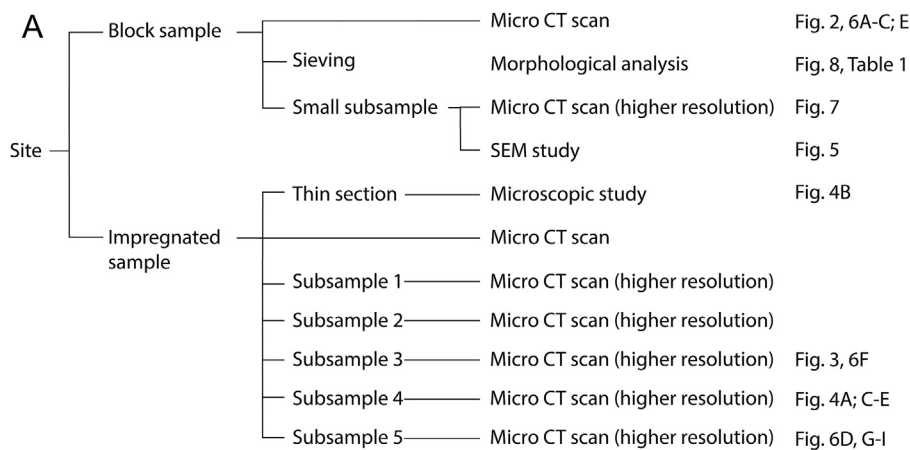 A
Block sample
Micro CT scan
Fig. 2, 6A-C; E
Sieving
Morphological analysis
Fig. 8, Table 1
Small subsample
Micro CT scan (higher resolution)
Fig. 7
Site
SEM study
Fig. 5
Thin section
Microscopic study
Fig. 4B
Impregnated
sample
Micro CT scan
Subsample 1
Micro CT scan (higher resolution)
Subsample 2
Micro CT scan (higher resolution)
Subsample 3
Micro CT scan (higher resolution)
Fig. 3, 6F
Subsample 4
Micro CT scan (higher resolution)
Fig. 4A; C-E
Subsample 5
Micro CT scan (higher resolution)
Fig. 6D, G-I